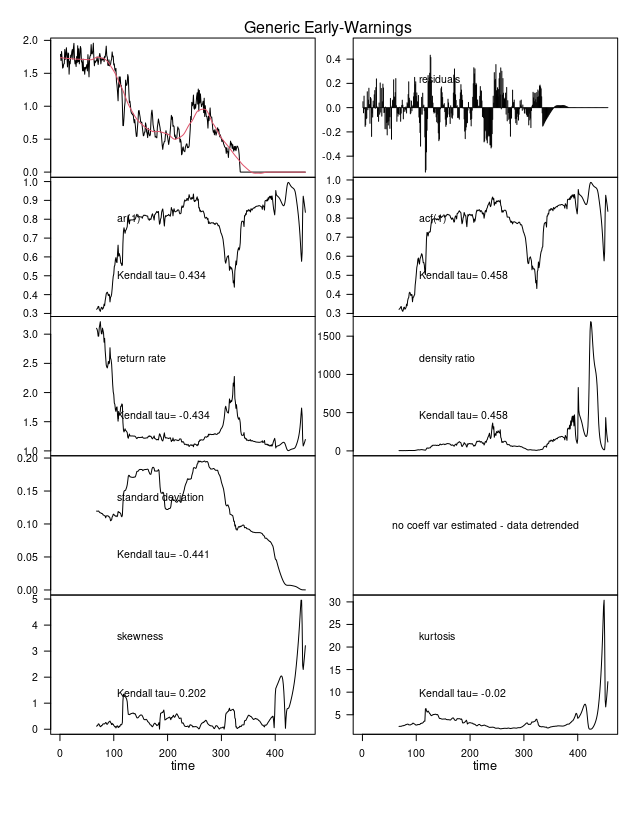 Generic Early-Warnings
2.0
1.5
1.0
0.5
0.0
residuals
0.4
0.2
0.0
-0.2
-0.4
ar(1)
Kendall tau= 0.434
1.0
0.9
0.8
0.7
0.6
0.5
0.4
0.3
acf(1)
Kendall tau= 0.458
1.0
0.9
0.8
0.7
0.6
0.5
0.4
0.3
return rate
Kendall tau= -0.434
3.0
2.5
2.0
1.5
1.0
density ratio
Kendall tau= 0.458
1500
1000
500
0
standard deviation
Kendall tau= -0.441
0.20
0.15
0.10
0.05
0.00
no coeff var estimated - data detrended
skewness
Kendall tau= 0.202
5
4
3
2
1
0
0 100 200 300 400
time
kurtosis
Kendall tau= -0.02
30
25
20
15
10
5
0 100 200 300 400
time